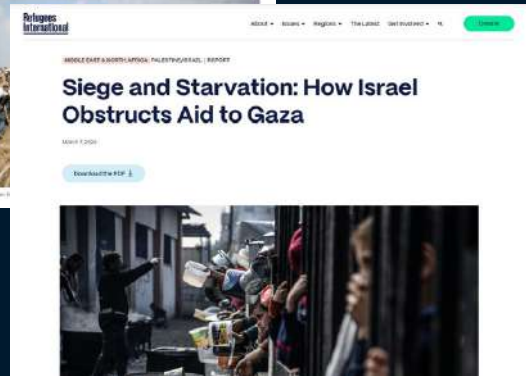 Refugees
International
About Issues Regions The Latest Get Involved
Donate
MIDDLE EAST & NORTH AFRICA: PALESTINE/ISRAEL | REPORT
Siege and Starvation: How Israel
Obstructs Aid to Gaza
Download the PDF